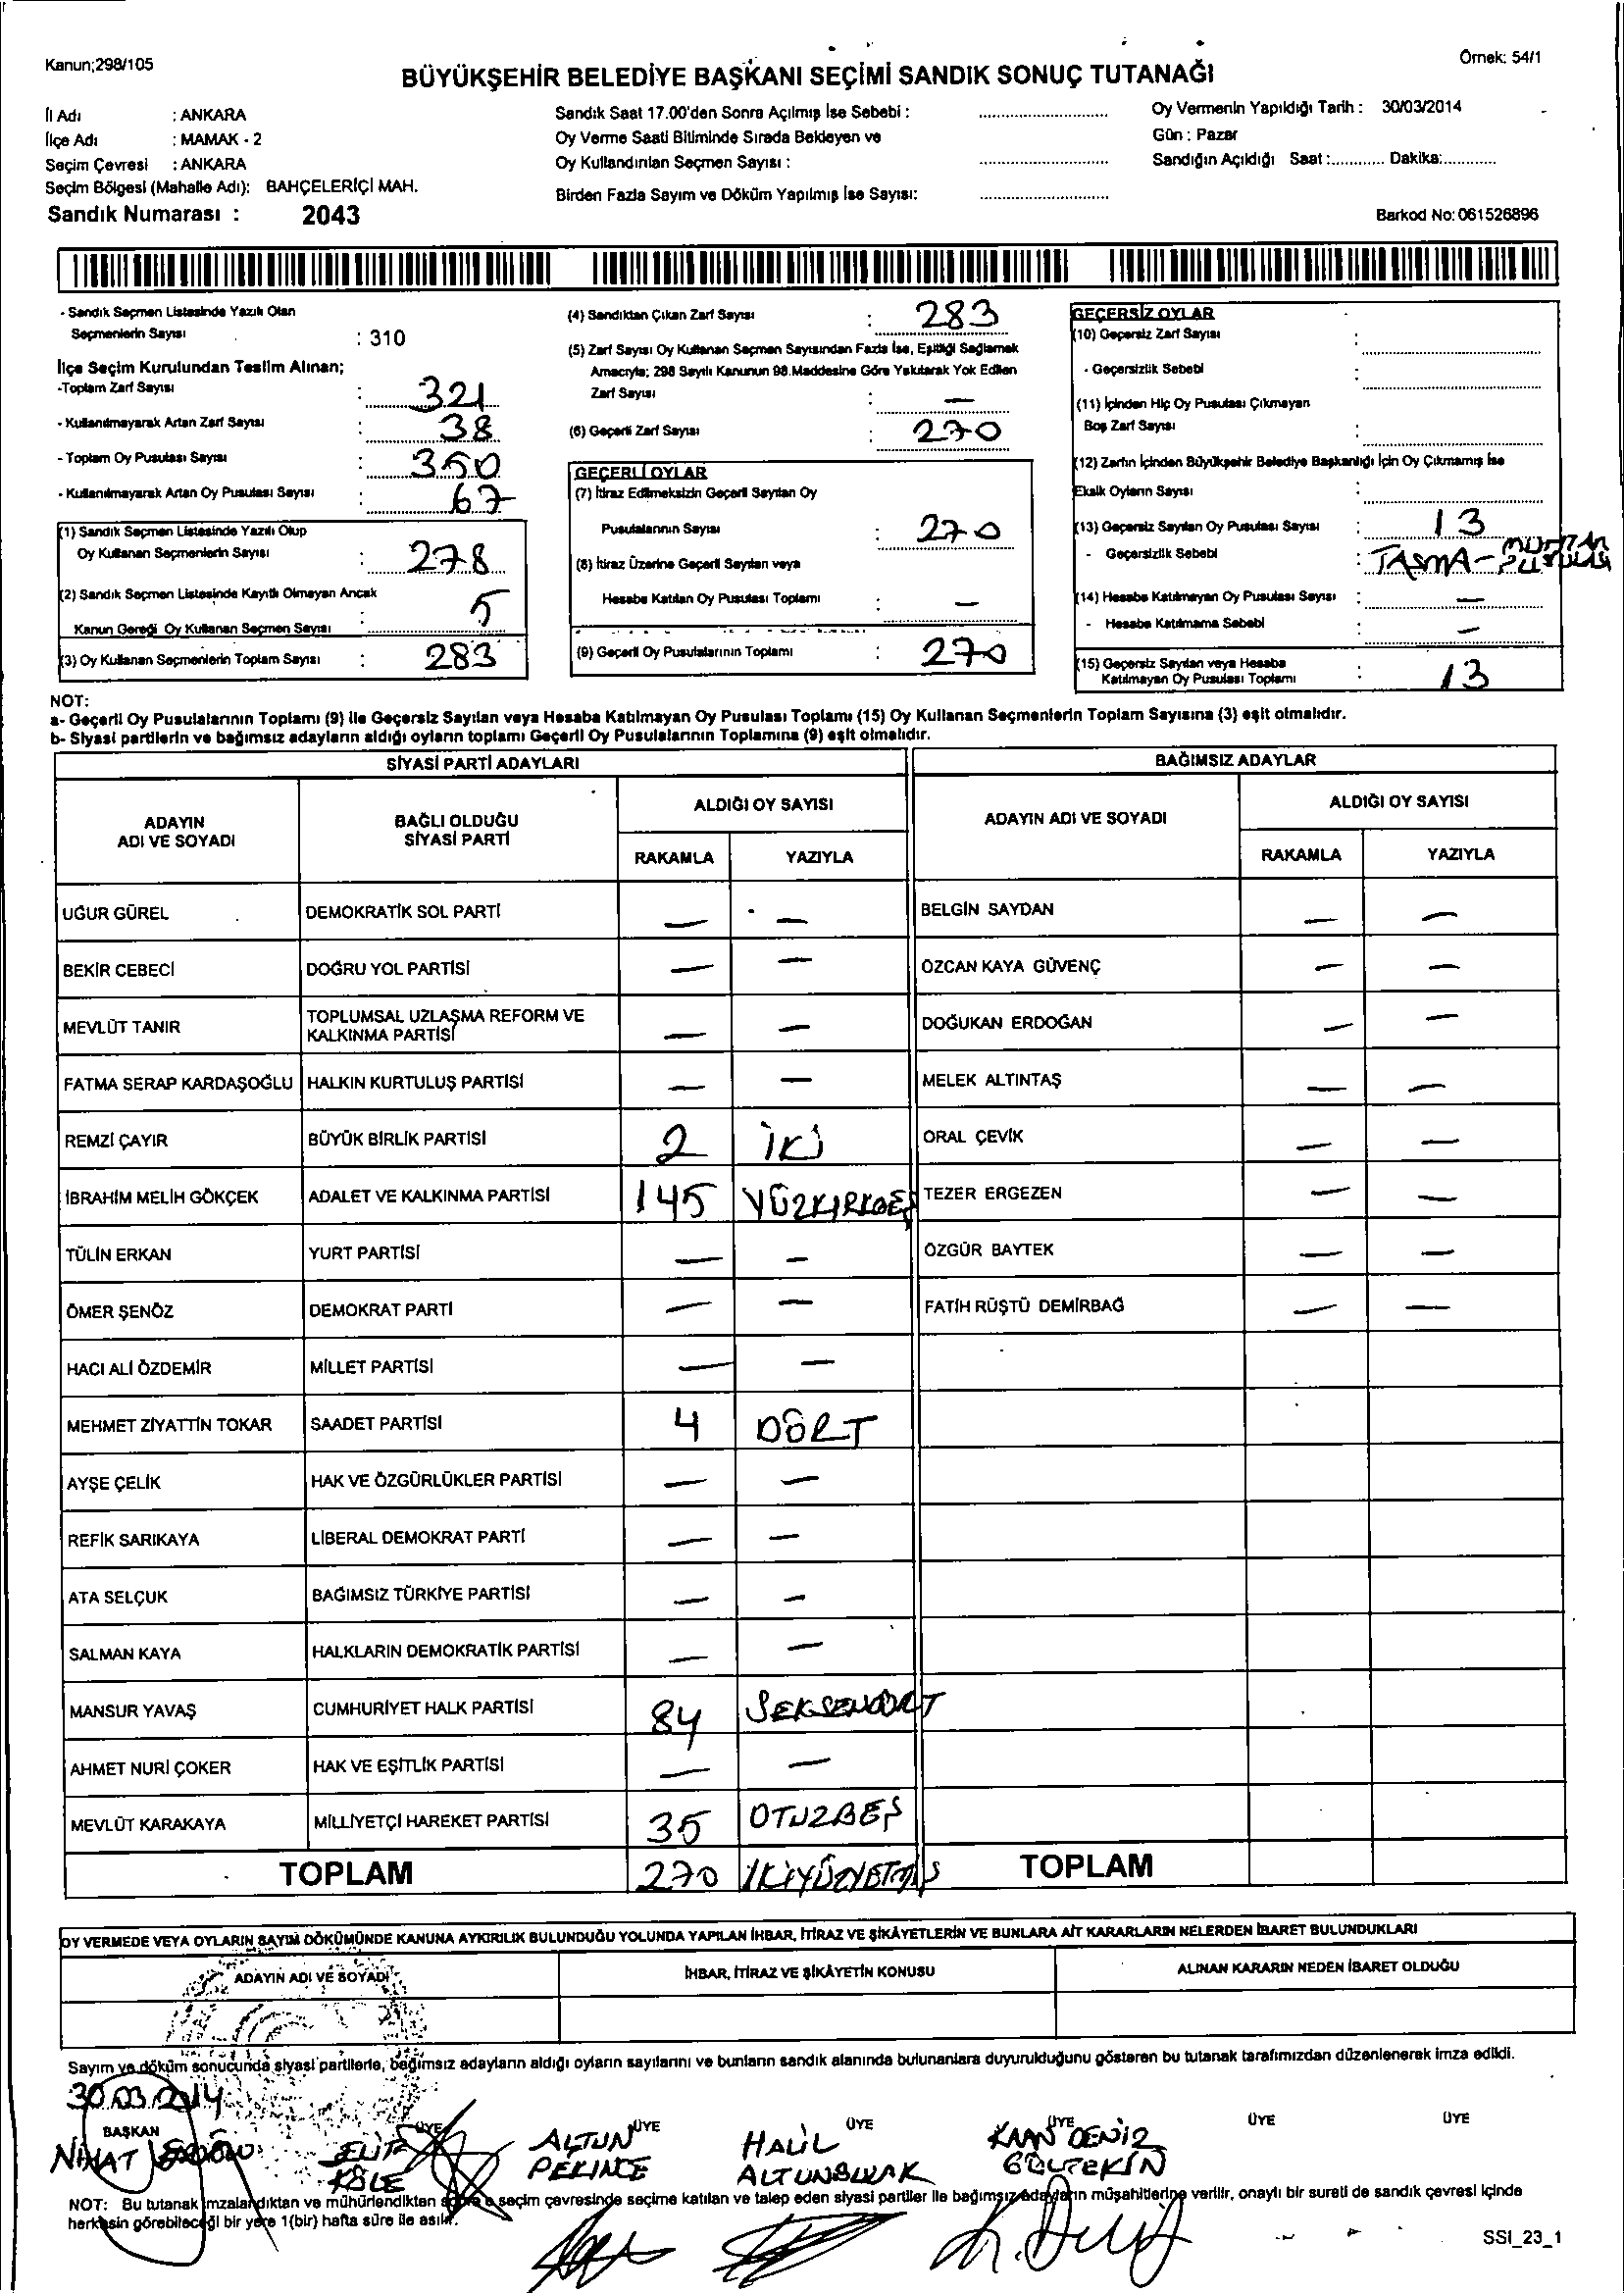 Kanun;298/105
Örnek: 54/1
BÜYÜKŞEHİR BELEDİYE BAŞKANI SEÇİMİ SANDIK SONUÇ TUTANAĞI
İl Adı : ANKARA
İlçe Adı : MAMAK - 2
Seçim Çevresi : ANKARA
Seçim Bölgesi (Mahalle Adı): BAHÇELERİÇİ MAH.
Sandık Numarası : 2043
Sandık Saat 17.00'den Sonra Açılmış İse Sebebi :
Oy Verme Saati Bitiminde Sırada Bekleyen ve
Oy Kullandırılan Seçmen Sayısı :
Birden Fazla Sayım ve Döküm Yapılmış İse Sayısı:
Oy Vermenin Yapıldığı Tarih : 30/03/2014
Gün : Pazar
Sandığın Açıldığı Saat :............ Dakika:............
Barkod No: 061526896
- Sandık Seçmen Listesinde Yazılı Olan
Seçmenlerin Sayısı : 310
İlçe Seçim Kurulundan Teslim Alınan;
-Toplam Zarf Sayısı : 321
- Kullanılmayarak Artan Zarf Sayısı : 38
- Toplam Oy Pusulası Sayısı : 350
- Kullanılmayarak Artan Oy Pusulası Sayısı : 67
(1) Sandık Seçmen Listesinde Yazılı Olup
Oy Kullanan Seçmenlerin Sayısı : 278
(2) Sandık Seçmen Listesinde Kayıtlı Olmayan Ancak
Kanun Gereği Oy Kullanan Seçmen Sayısı : 5
(3) Oy Kullanan Seçmenlerin Toplam Sayısı : 283
(4) Sandıktan Çıkan Zarf Sayısı : 283
(5) Zarf Sayısı Oy Kullanan Seçmen Sayısından Fazla İse, Eşitliği Sağlamak
Amacıyla; 298 Sayılı Kanunun 98.Maddesine Göre Yakılarak Yok Edilen
Zarf Sayısı : —
(6) Geçerli Zarf Sayısı : 270
GEÇERLİ OYLAR
(7) İtiraz Edilmeksizin Geçerli Sayılan Oy
Pusulalarının Sayısı : 270
(8) İtiraz Üzerine Geçerli Sayılan veya
Hesaba Katılan Oy Pusulası Toplamı : —
(9) Geçerli Oy Pusulalarının Toplamı : 270
GEÇERSİZ OYLAR
(10) Geçersiz Zarf Sayısı :
- Geçersizlik Sebebi :
(11) İçinden Hiç Oy Pusulası Çıkmayan
Boş Zarf Sayısı :
(12) Zarfın İçinden Büyükşehir Belediye Başkanlığı İçin Oy Çıkmamış İse
Eksik Oyların Sayısı :
(13) Geçersiz Sayılan Oy Pusulası Sayısı : 13
- Geçersizlik Sebebi : TAŞMA -
(14) Hesaba Katılmayan Oy Pusulası Sayısı : —
- Hesaba Katılmama Sebebi : —
(15) Geçersiz Sayılan veya Hesaba
Katılmayan Oy Pusulası Toplamı : 13
NOT:
a- Geçerli Oy Pusulalarının Toplamı (9) ile Geçersiz Sayılan veya Hesaba Katılmayan Oy Pusulası Toplamı (15) Oy Kullanan Seçmenlerin Toplam Sayısına (3) eşit olmalıdır.
b- Siyasi partilerin ve bağımsız adayların aldığı oyların toplamı Geçerli Oy Pusulalarının Toplamına (9) eşit olmalıdır.
SİYASİ PARTİ ADAYLARI
BAĞIMSIZ ADAYLAR
ADAYIN ADI VE SOYADI
BAĞLI OLDUĞU SİYASİ PARTİ
ALDIĞI OY SAYISI
RAKAMLA YAZIYLA
ADAYIN ADI VE SOYADI
ALDIĞI OY SAYISI
RAKAMLA YAZIYLA
UĞUR GÜREL DEMOKRATİK SOL PARTİ — — BELGİN SAYDAN — —
BEKİR CEBECİ DOĞRU YOL PARTİSİ — — ÖZCAN KAYA GÜVENÇ — —
MEVLÜT TANIR TOPLUMSAL UZLAŞMA REFORM VE KALKINMA PARTİSİ — — DOĞUKAN ERDOĞAN — —
FATMA SERAP KARDAŞOĞLU HALKIN KURTULUŞ PARTİSİ — — MELEK ALTINTAŞ — —
REMZİ ÇAYIR BÜYÜK BİRLİK PARTİSİ 2 İKİ ORAL ÇEVİK — —
İBRAHİM MELİH GÖKÇEK ADALET VE KALKINMA PARTİSİ 145 YÜZKIRKBEŞ TEZER ERGEZEN — —
TÜLİN ERKAN YURT PARTİSİ — — ÖZGÜR BAYTEK — —
ÖMER ŞENÖZ DEMOKRAT PARTİ — — FATİH RÜŞTÜ DEMİRBAĞ — —
HACI ALİ ÖZDEMİR MİLLET PARTİSİ — —
MEHMET ZİYATTİN TOKAR SAADET PARTİSİ 4 DÖRT
AYŞE ÇELİK HAK VE ÖZGÜRLÜKLER PARTİSİ — —
REFİK SARIKAYA LİBERAL DEMOKRAT PARTİ — —
ATA SELÇUK BAĞIMSIZ TÜRKİYE PARTİSİ — —
SALMAN KAYA HALKLARIN DEMOKRATİK PARTİSİ — —
MANSUR YAVAŞ CUMHURİYET HALK PARTİSİ 84 SEKSENDÖRT
AHMET NURİ ÇOKER HAK VE EŞİTLİK PARTİSİ — —
MEVLÜT KARAKAYA MİLLİYETÇİ HAREKET PARTİSİ 35 OTUZBEŞ
TOPLAM 270 İKİYÜZYETMİŞ TOPLAM
OY VERMEDE VEYA OYLARIN SAYIM DÖKÜMÜNDE KANUNA AYKIRILIK BULUNDUĞU YOLUNDA YAPILAN İHBAR, İTİRAZ VE ŞİKÂYETLERİN VE BUNLARA AİT KARARLARIN NELERDEN İBARET BULUNDUKLARI
ADAYIN ADI VE SOYADI İHBAR, İTİRAZ VE ŞİKÂYETİN KONUSU ALINAN KARARIN NEDEN İBARET OLDUĞU
Sayım ve döküm sonucunda siyasi partilerle, bağımsız adayların aldığı oyların sayılarını ve bunların sandık alanında bulunanlara duyurulduğunu gösteren bu tutanak tarafımızdan düzenlenerek imza edildi.
30.03.2014
BAŞKAN ÜYE ÜYE ÜYE ÜYE ÜYE ÜYE
NİHAT
ELİF KÖLE
ALTUN PEKİNCE
HALİL ALTUNBULAK
KAAN DENİZ GÜLTEKİN
NOT: Bu tutanak imzalandıktan ve mühürlendikten sonra o seçim çevresinde seçime katılan ve talep eden siyasi partiler ile bağımsız adayların müşahitlerine verilir, onaylı bir sureti de sandık çevresi içinde
herkesin görebileceği bir yere 1(bir) hafta süre ile asılır.
SSI_23_1